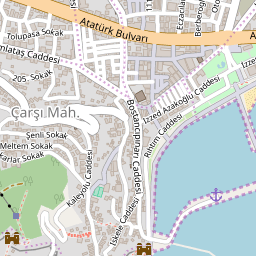 Atatürk Bulvarı
Tolupaşa Sokak
205. Sokak
Çarşı Mah.
Şenli Sokak
Meltem Sokak
Kaleyolu Caddesi
Bostancıpınarı Caddesi
İzzed Azakoğlu Caddesi
Rıhtım Caddesi
İskele Caddesi